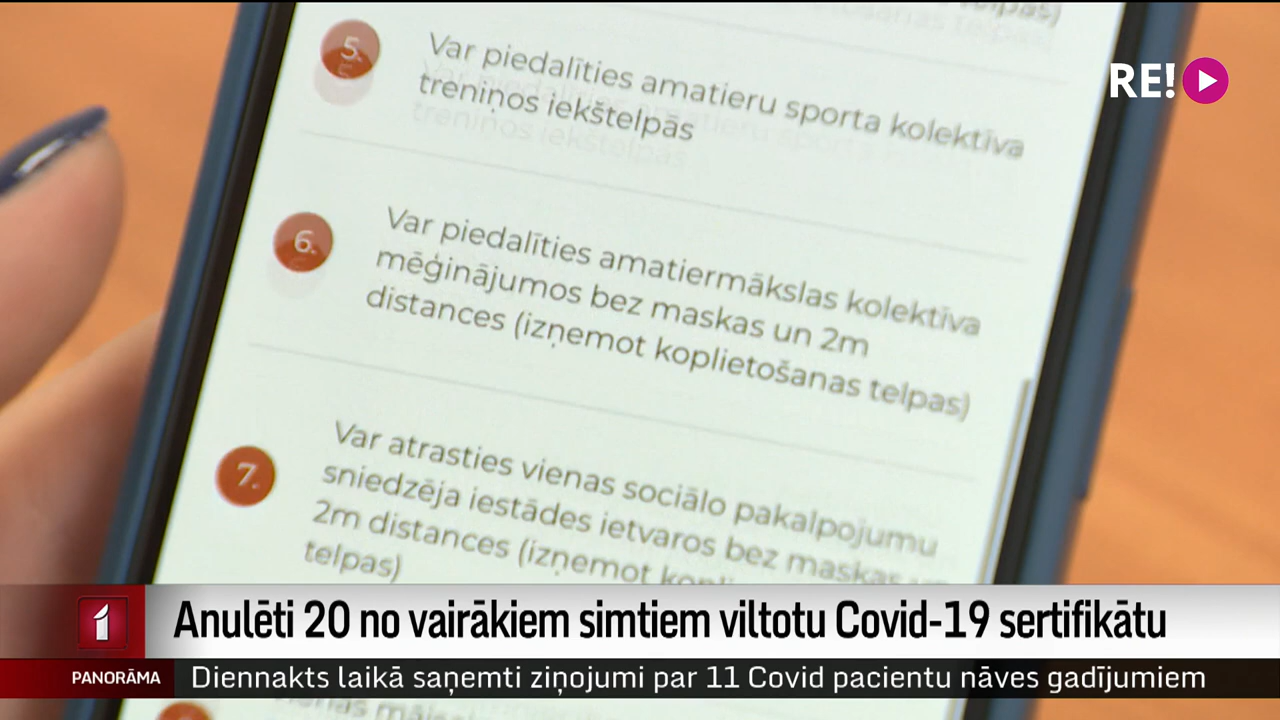 telpas)
RE!
5.
Var piedalīties amatieru sporta kolektīva
treniņos iekštelpās
6.
Var piedalīties amatiermākslas kolektīva
mēģinājumos bez maskas un 2m
distances (izņemot koplietošanas telpas)
7.
Var atrasties vienas sociālo pakalpojumu
sniedzēja iestādes ietvaros bez maskas
2m distances (izņemot
telpas)
1
Anulēti 20 no vairākiem simtiem viltotu Covid-19 sertifikātu
PANORĀMA
Diennakts laikā saņemti ziņojumi par 11 Covid pacientu nāves gadījumiem